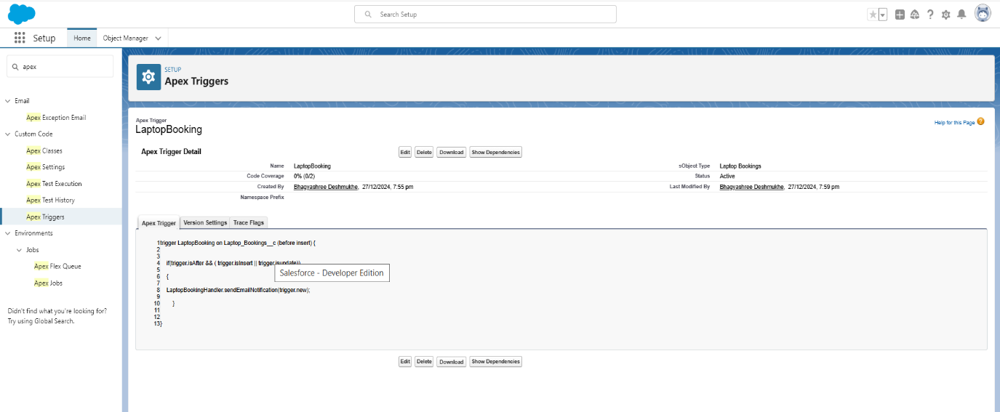 Search Setup
Setup
Home
Object Manager
apex
Email
Apex Exception Email
Custom Code
Apex Classes
Apex Settings
Apex Test Execution
Apex Test History
Apex Triggers
Environments
Jobs
Apex Flex Queue
Apex Jobs
Didn't find what you're looking for?
Try using Global Search.
SETUP
Apex Triggers
Apex Trigger
LaptopBooking
Help for this Page
Apex Trigger Detail
Edit Delete Download Show Dependencies
Name LaptopBooking sObject Type Laptop Bookings
Code Coverage 0% (0/2) Status Active
Created By Bhagyashree Deshmukhe, 27/12/2024, 7:55 pm Last Modified By Bhagyashree Deshmukhe, 27/12/2024, 7:59 pm
Namespace Prefix
Apex Trigger Version Settings Trace Flags
1 trigger LaptopBooking on Laptop_Bookings__c (before insert) {
2
3
4 if(trigger.isAfter && ( trigger.isInsert || trigger.isupdate))
5
Salesforce - Developer Edition
6 {
7
8 LaptopBookingHandler.sendEmailNotification(trigger.new);
9
10 }
11
12
13 }
Edit Delete Download Show Dependencies